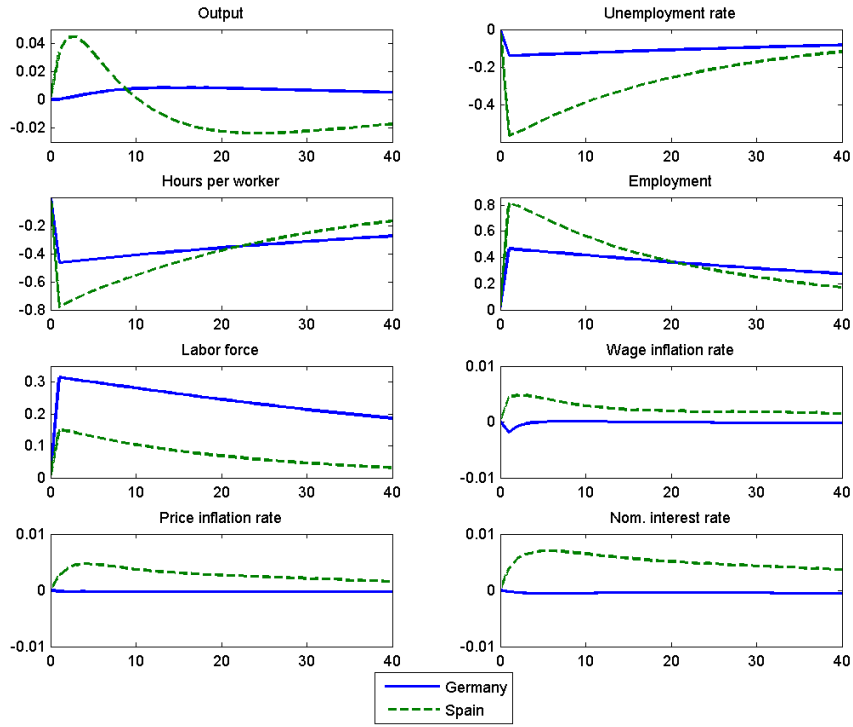 Output
0.04
0.02
0
-0.02
0 10 20 30 40
Unemployment rate
0
-0.2
-0.4
0 10 20 30 40
Hours per worker
-0.2
-0.4
-0.6
-0.8
0 10 20 30 40
Employment
0.8
0.6
0.4
0.2
0
0 10 20 30 40
Labor force
0.3
0.2
0.1
0
0 10 20 30 40
Wage inflation rate
0.01
0
-0.01
0 10 20 30 40
Price inflation rate
0.01
0
-0.01
0 10 20 30 40
Nom. interest rate
0.01
0
-0.01
0 10 20 30 40
Germany
Spain